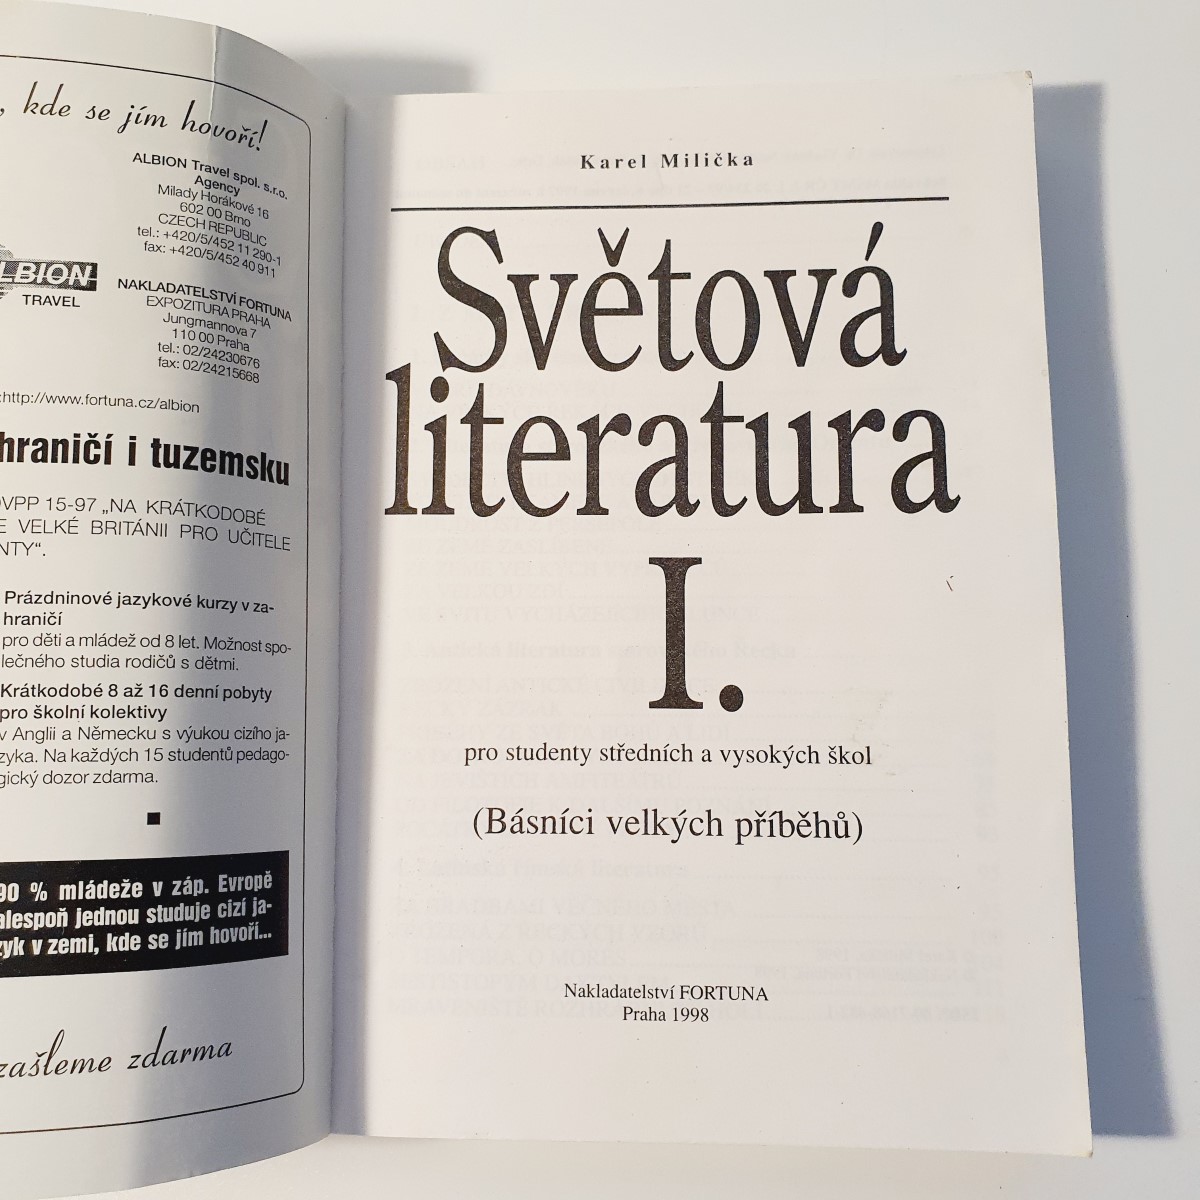 , kde se jím hovoří!
ALBION Travel spol. s.r.o.
Agency
Milady Horákové 16
602 00 Brno
CZECH REPUBLIC
tel.: +420/5/452 11 290-1
fax: +420/5/452 40 911
LBION
TRAVEL
NAKLADATELSTVÍ FORTUNA
EXPOZITURA PRAHA
Jungmannova 7
110 00 Praha
tel.: 02/24230676
fax: 02/24215668
:http://www.fortuna.cz/albion
hraničí i tuzemsku
VPP 15-97 „NA KRÁTKODOBÉ
E VELKÉ BRITÁNII PRO UČITELE
NTY“.
Prázdninové jazykové kurzy v za-
hraničí
pro děti a mládež od 8 let. Možnost spo-
lečného studia rodičů s dětmi.
Krátkodobé 8 až 16 denní pobyty
pro školní kolektivy
v Anglii a Německu s výukou cizího ja-
zyka. Na každých 15 studentů pedago-
gický dozor zdarma.
90 % mládeže v záp. Evropě
alespoň jednou studuje cizí ja-
zyk v zemi, kde se jím hovoří...
zašleme zdarma
Karel Milička
Světová
literatura
I.
pro studenty středních a vysokých škol
(Básníci velkých příběhů)
Nakladatelství FORTUNA
Praha 1998